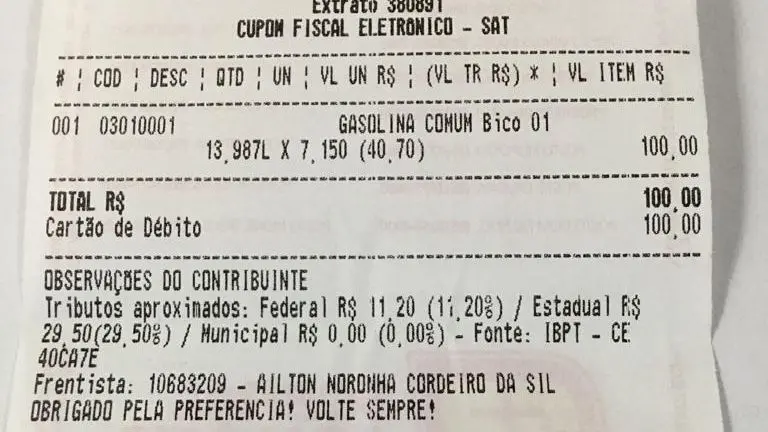 Extrato 380891
CUPOM FISCAL ELETRONICO - SAT
# ¦ COD ¦ DESC ¦ QTD ¦ UN ¦ VL UN R$ ¦ (VL TR R$) * ¦ VL ITEM R$
001 03010001 GASOLINA COMUM Bico 01
13,987L X 7,150 (40,70) 100,00
TOTAL R$ 100,00
Cartão de Débito 100,00
OBSERVAÇÕES DO CONTRIBUINTE
Tributos aproximados: Federal R$ 11,20 (11,20%) / Estadual R$
29,50(29,50%) / Municipal R$ 0,00 (0,00%) - Fonte: IBPT - CE
40CA7E
Frentista: 10683209 - AILTON NORONHA CORDEIRO DA SIL
OBRIGADO PELA PREFERENCIA! VOLTE SEMPRE!